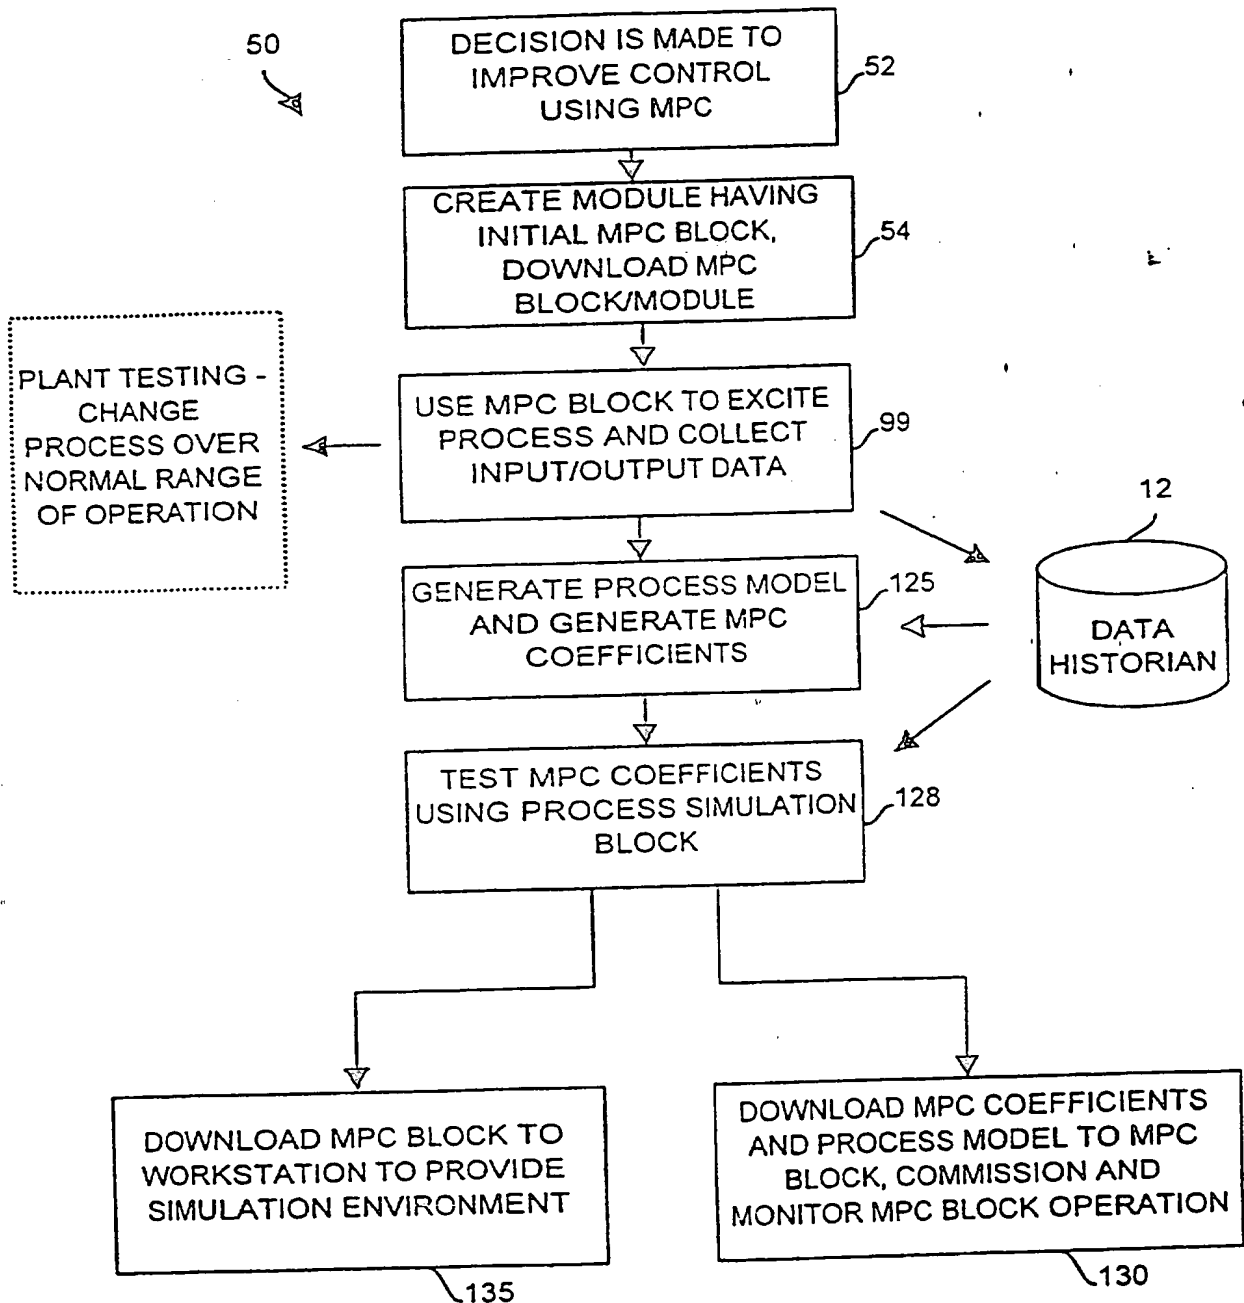 50
DECISION IS MADE TO
IMPROVE CONTROL
USING MPC
52
CREATE MODULE HAVING
INITIAL MPC BLOCK,
DOWNLOAD MPC
BLOCK/MODULE
54
PLANT TESTING -
CHANGE
PROCESS OVER
NORMAL RANGE
OF OPERATION
USE MPC BLOCK TO EXCITE
PROCESS AND COLLECT
INPUT/OUTPUT DATA
99
12
DATA
HISTORIAN
GENERATE PROCESS MODEL
AND GENERATE MPC
COEFFICIENTS
125
TEST MPC COEFFICIENTS
USING PROCESS SIMULATION
BLOCK
128
DOWNLOAD MPC BLOCK TO
WORKSTATION TO PROVIDE
SIMULATION ENVIRONMENT
135
DOWNLOAD MPC COEFFICIENTS
AND PROCESS MODEL TO MPC
BLOCK, COMMISSION AND
MONITOR MPC BLOCK OPERATION
130